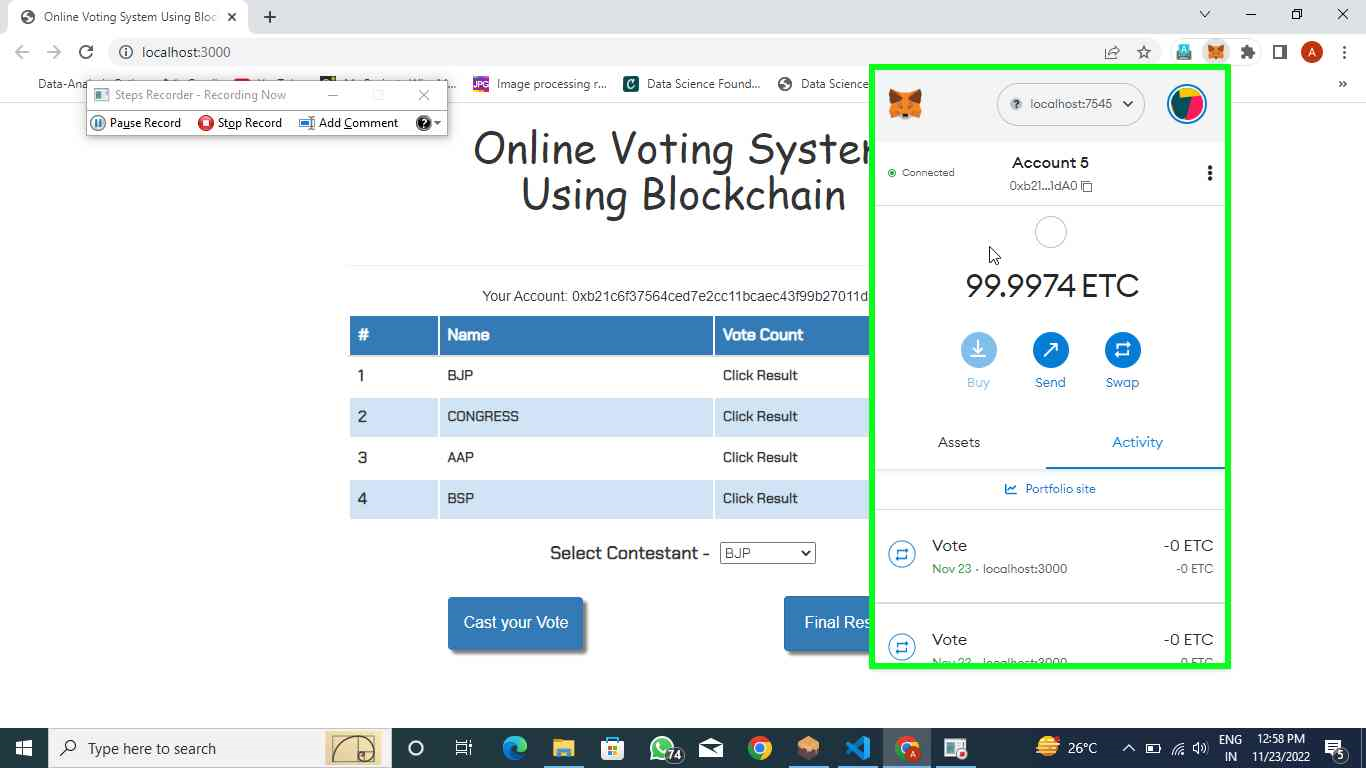 Online Voting System Using Bloc
localhost:3000
Image processing r...
Data Science Found...
Data Science
Steps Recorder - Recording Now
Pause Record
Stop Record
Add Comment
Online Voting System
Using Blockchain
Your Account: 0xb21c6f37564ced7e2cc11bcaec43f99b27011d
# Name Vote Count
1 BJP Click Result
2 CONGRESS Click Result
3 AAP Click Result
4 BSP Click Result
Select Contestant - BJP
Cast your Vote
Final Res
localhost:7545
Connected
Account 5
0xb21...1dA0
99.9974 ETC
Buy
Send
Swap
Assets
Activity
Portfolio site
Vote -0 ETC
Nov 23 · localhost:3000 -0 ETC
Vote -0 ETC
Type here to search
74
26°C
ENG
IN
12:58 PM
11/23/2022
5